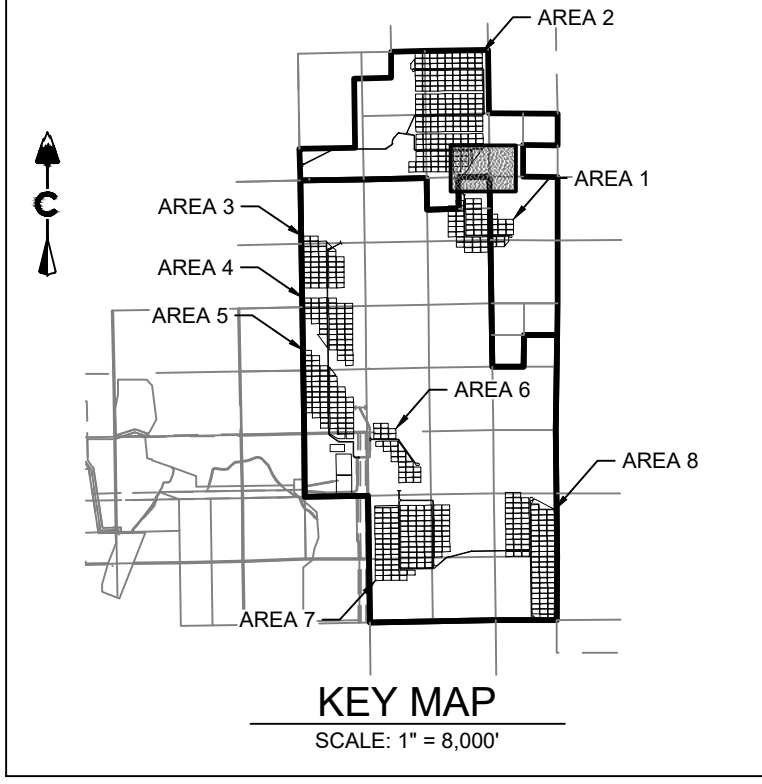 AREA 2
AREA 1
AREA 3
AREA 4
AREA 5
AREA 6
AREA 8
AREA 7
C
KEY MAP
SCALE: 1" = 8,000'